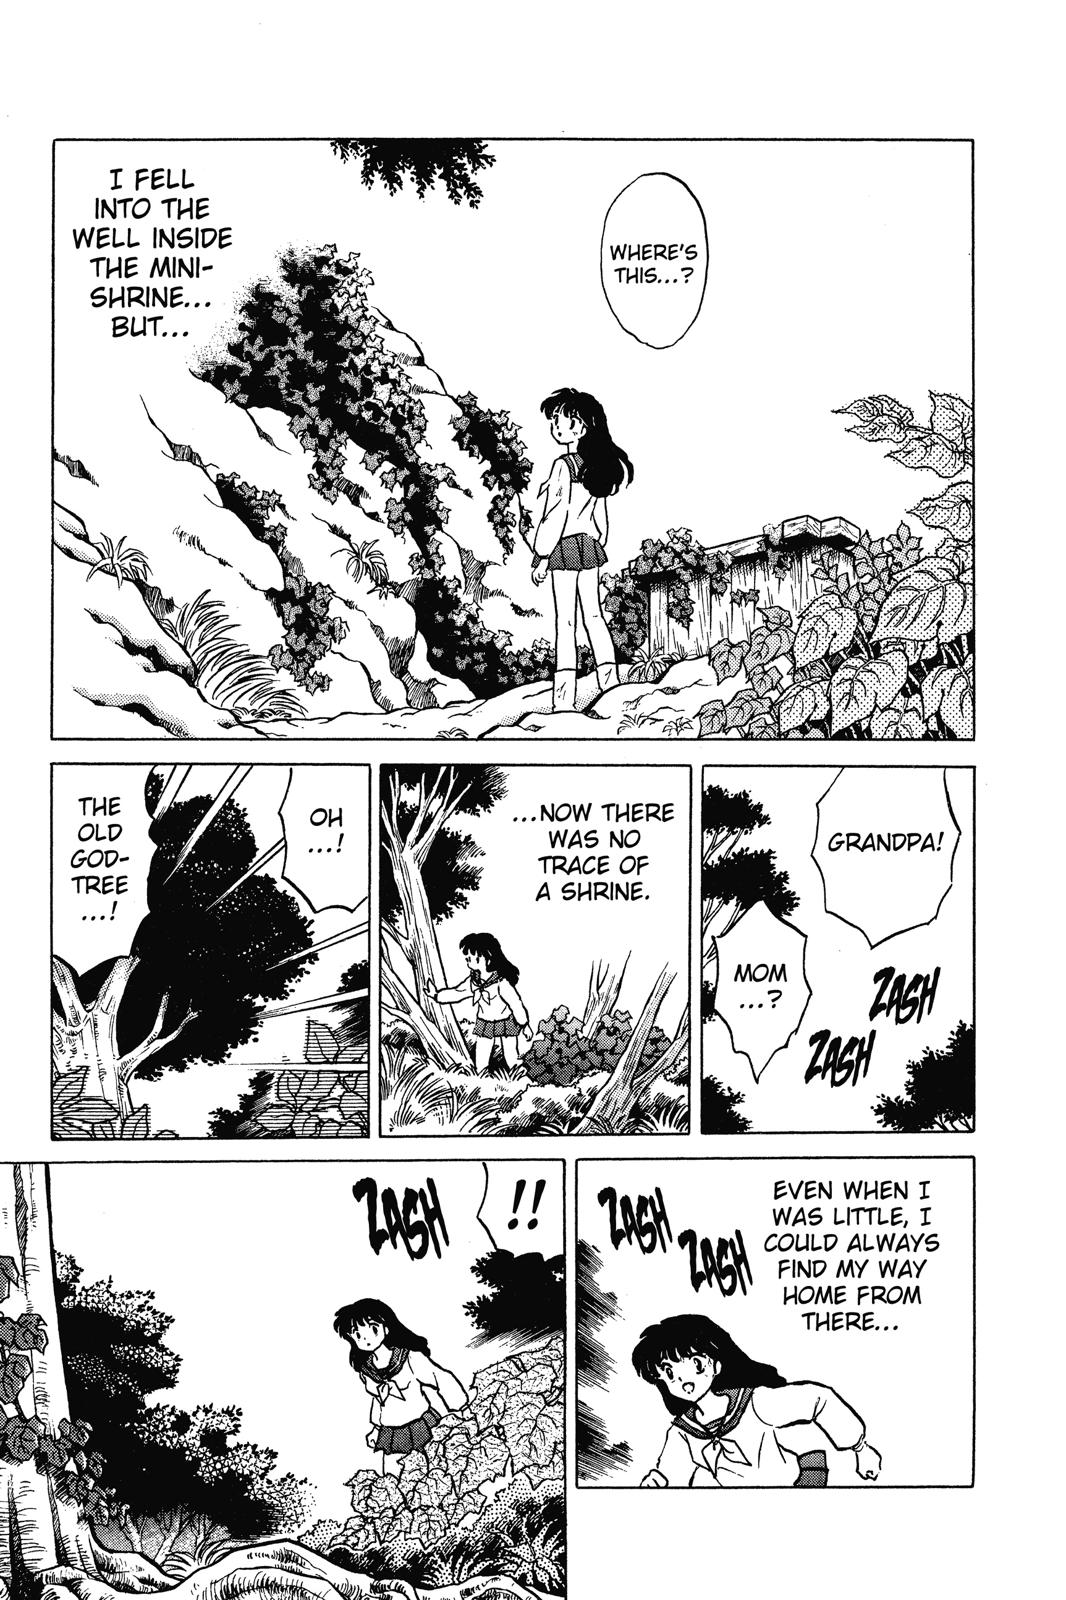 WHERE'S
THIS...?
I FELL
INTO THE
WELL INSIDE
THE MINI-
SHRINE...
BUT...
GRANDPA!
MOM
...?
ZASH
ZASH
...NOW THERE
WAS NO
TRACE OF
A SHRINE.
OH
...!
THE
OLD
GOD-
TREE
...!
EVEN WHEN I
WAS LITTLE, I
COULD ALWAYS
FIND MY WAY
HOME FROM
THERE...
ZASH
ZASH
!!
ZASH